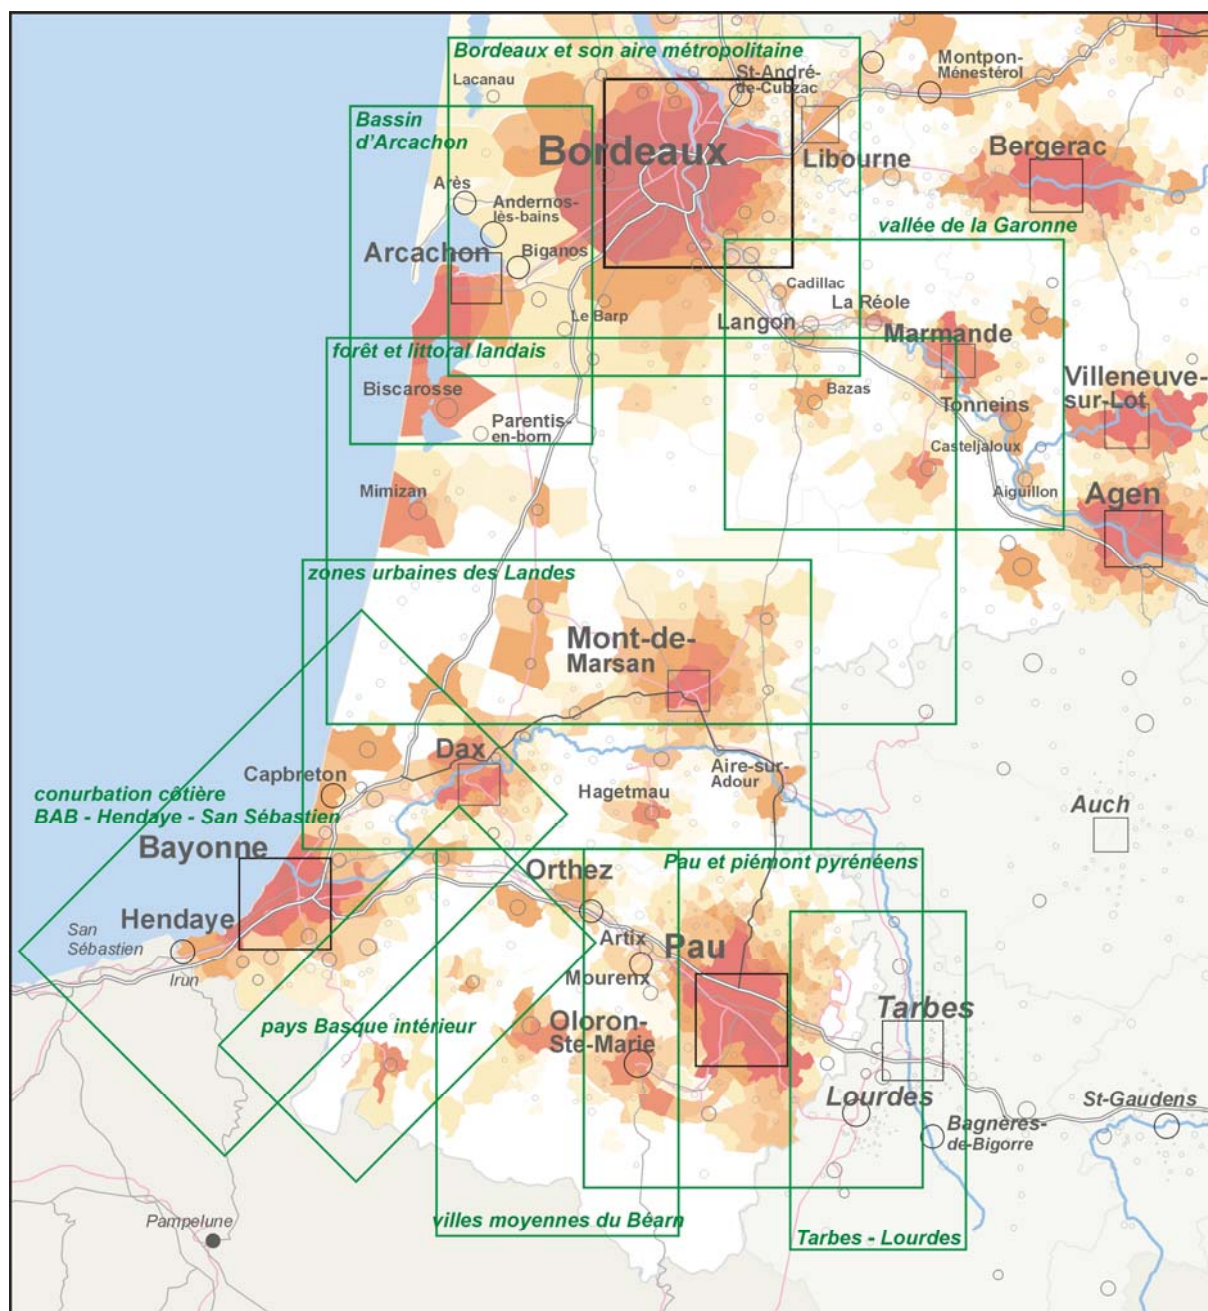 Bordeaux et son aire métropolitaine
Lacanau
St-André-
de-Cubzac
Montpon-
Ménestérol
Bassin
d'Arcachon
Bordeaux
Libourne
Bergerac
Arès
Andernos-
lès-bains
vallée de la Garonne
Arcachon
Biganos
Cadillac
La Réole
Le Barp
Langon
Marmande
forêt et littoral landais
Biscarosse
Bazas
Villeneuve-
sur-Lot
Tonneins
Parentis-
en-born
Casteljaloux
Mimizan
Aiguillon
Agen
zones urbaines des Landes
Mont-de-
Marsan
Dax
Capbreton
Aire-sur-
Adour
Hagetmau
conurbation côtière
BAB - Hendaye - San Sébastien
Auch
Bayonne
Orthez
Pau et piémont pyrénéens
Hendaye
San
Sébastien
Artix
Pau
Irun
Mourenx
Tarbes
pays Basque intérieur
Oloron-
Ste-Marie
Lourdes
St-Gaudens
Bagnères-
de-Bigorre
Pampelune
villes moyennes du Béarn
Tarbes - Lourdes